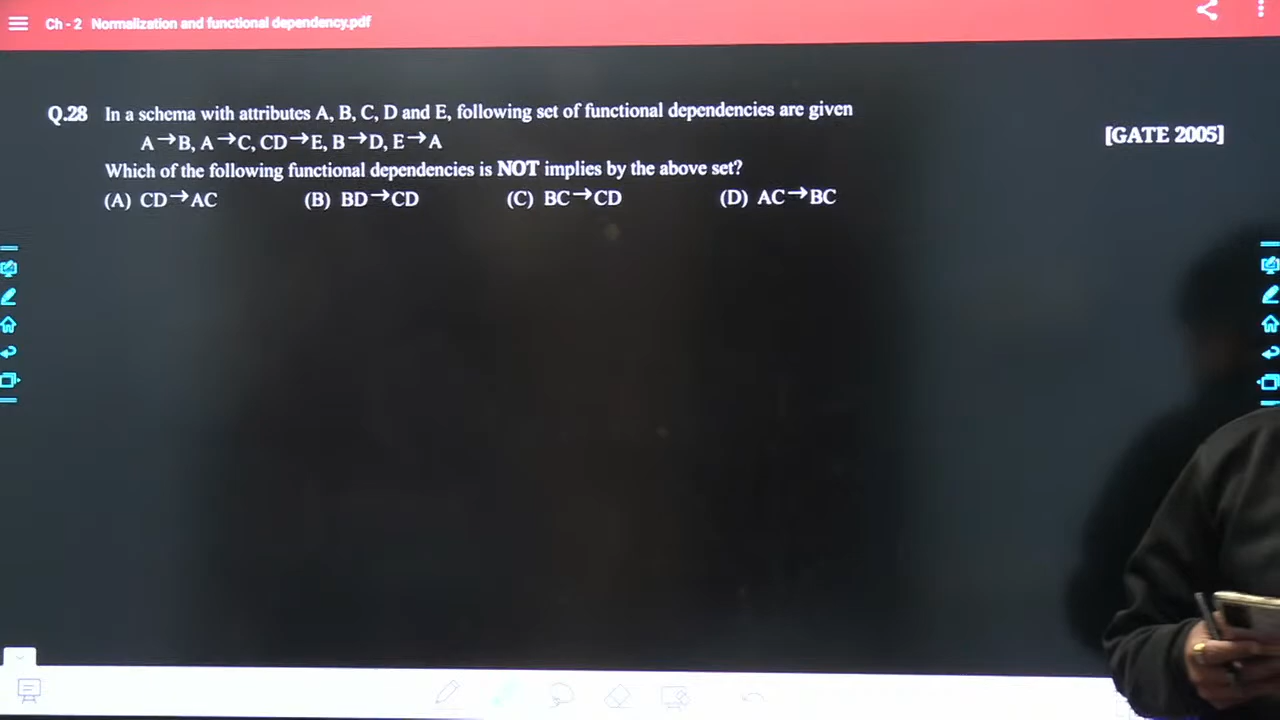 Ch - 2 Normalization and functional dependency.pdf
Q.28 In a schema with attributes A, B, C, D and E, following set of functional dependencies are given
A→B, A→C, CD→E, B→D, E→A
[GATE 2005]
Which of the following functional dependencies is NOT implies by the above set?
(A) CD→AC (B) BD→CD (C) BC→CD (D) AC→BC